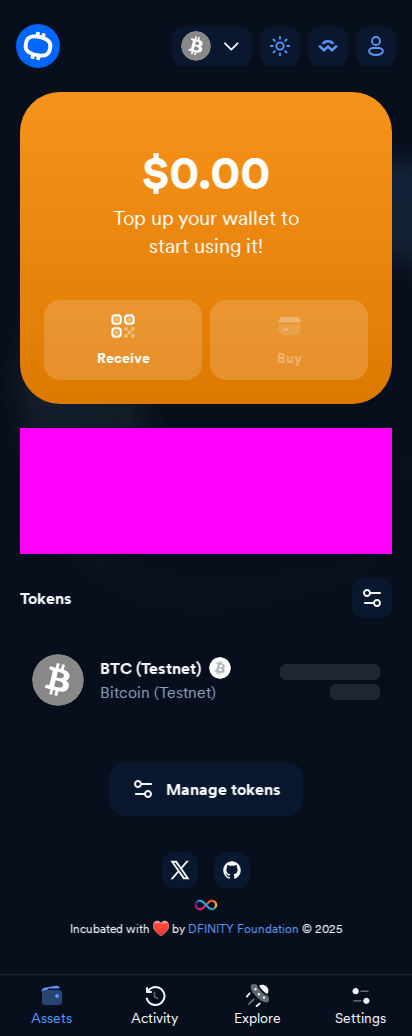 $0.00
Top up your wallet to
start using it!
Receive
Buy
Tokens
BTC (Testnet)
Bitcoin (Testnet)
Manage tokens
Incubated with ❤️ by DFINITY Foundation © 2025
Assets
Activity
Explore
Settings